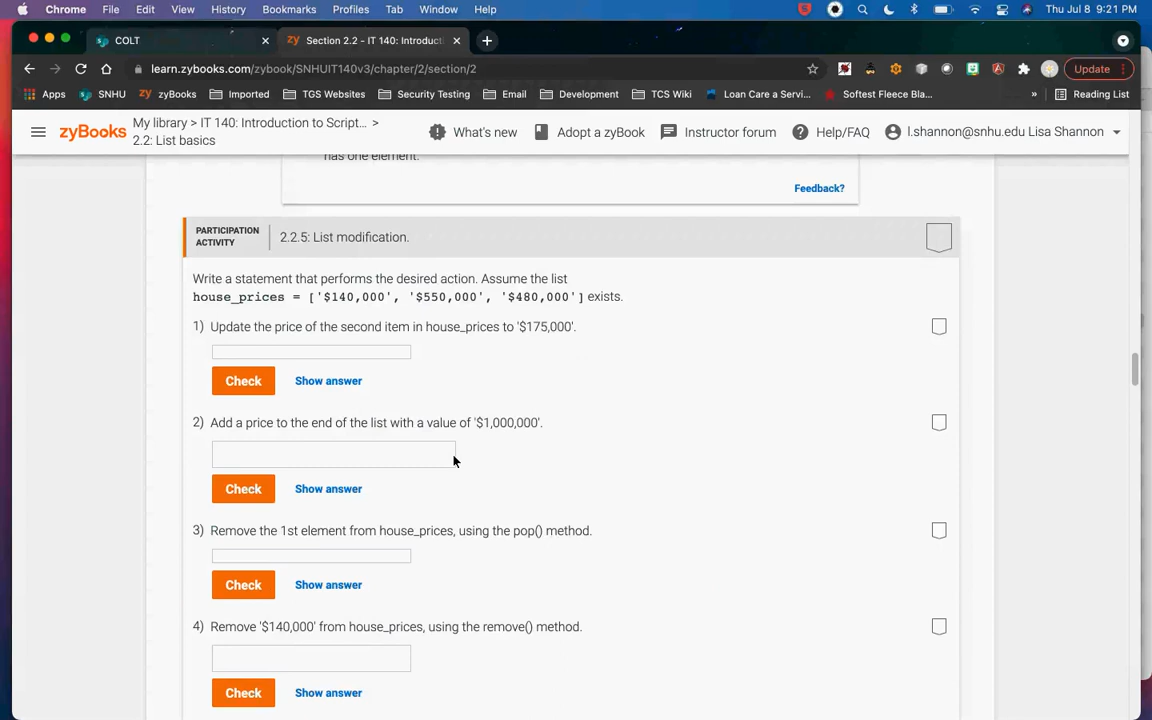 Chrome File Edit View History Bookmarks Profiles Tab Window Help Thu Jul 8 9:21 PM
COLT
zy Section 2.2 - IT 140: Introducti
learn.zybooks.com/zybook/SNHUIT140v3/chapter/2/section/2
Update
Apps SNHU zyBooks Imported TGS Websites Security Testing Email Development TCS Wiki Loan Care a Servi... Softest Fleece Bla... » Reading List
zyBooks
My library > IT 140: Introduction to Script... >
2.2: List basics
What's new Adopt a zyBook Instructor forum Help/FAQ l.shannon@snhu.edu Lisa Shannon
has one element.
Feedback?
PARTICIPATION
ACTIVITY
2.2.5: List modification.
Write a statement that performs the desired action. Assume the list
house_prices = ['$140,000', '$550,000', '$480,000'] exists.
1) Update the price of the second item in house_prices to '$175,000'.
Check Show answer
2) Add a price to the end of the list with a value of '$1,000,000'.
Check Show answer
3) Remove the 1st element from house_prices, using the pop() method.
Check Show answer
4) Remove '$140,000' from house_prices, using the remove() method.
Check Show answer